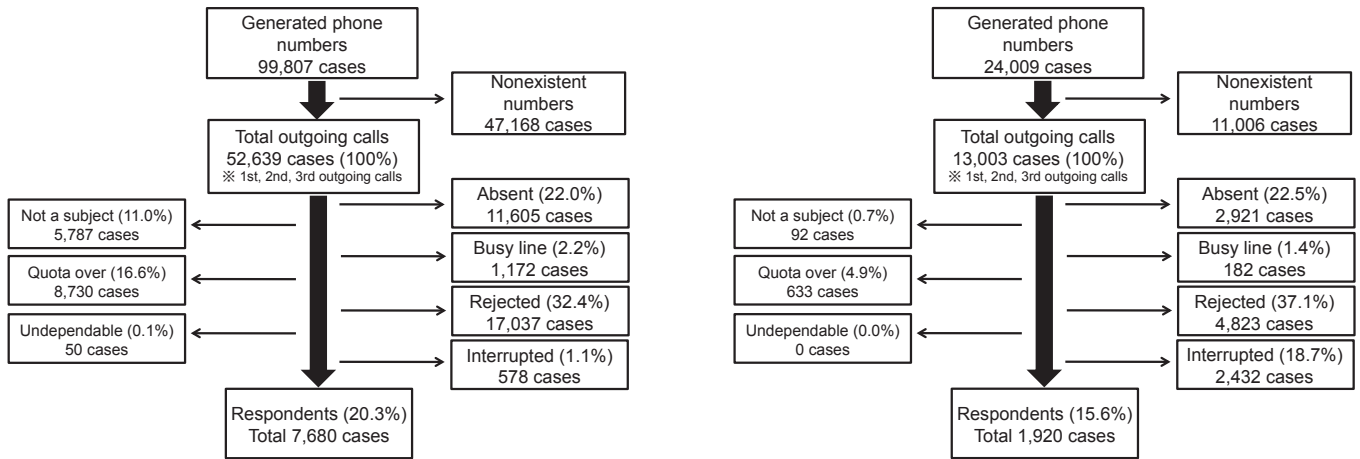 Generated phone
numbers
99,807 cases
Nonexistent
numbers
47,168 cases
Total outgoing calls
52,639 cases (100%)
※ 1st, 2nd, 3rd outgoing calls
Absent (22.0%)
11,605 cases
Not a subject (11.0%)
5,787 cases
Busy line (2.2%)
1,172 cases
Quota over (16.6%)
8,730 cases
Rejected (32.4%)
17,037 cases
Undependable (0.1%)
50 cases
Interrupted (1.1%)
578 cases
Respondents (20.3%)
Total 7,680 cases
Generated phone
numbers
24,009 cases
Nonexistent
numbers
11,006 cases
Total outgoing calls
13,003 cases (100%)
※ 1st, 2nd, 3rd outgoing calls
Absent (22.5%)
2,921 cases
Not a subject (0.7%)
92 cases
Busy line (1.4%)
182 cases
Quota over (4.9%)
633 cases
Rejected (37.1%)
4,823 cases
Undependable (0.0%)
0 cases
Interrupted (18.7%)
2,432 cases
Respondents (15.6%)
Total 1,920 cases